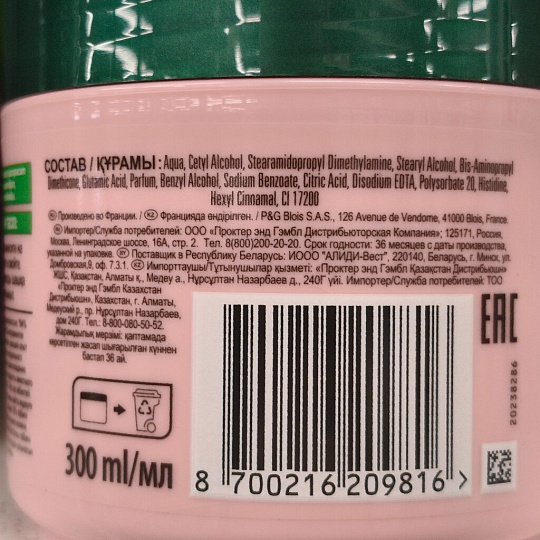 СОСТАВ / ҚҰРАМЫ : Aqua, Cetyl Alcohol, Stearamidopropyl Dimethylamine, Stearyl Alcohol, Bis-Aminopropyl
Dimethicone, Glutamic Acid, Parfum, Benzyl Alcohol, Sodium Benzoate, Citric Acid, Disodium EDTA, Polysorbate 20, Histidine,
Hexyl Cinnamal, CI 17200
RU Произведено во Франции. / KZ Францияда өндірілген. / P&G Blois S.A.S., 126 Avenue de Vendome, 41000 Blois, France.
Импортер/Служба потребителей: ООО «Проктер энд Гэмбл Дистрибьюторская Компания»; 125171, Россия,
Москва, Ленинградское шоссе, 16А, стр. 2. Тел. 8(800)200-20-20. Срок годности: 36 месяцев с даты производства,
указанной на упаковке. BY Поставщик в Республику Беларусь: ИООО "АЛИДИ-Вест", 220140, Беларусь, г. Минск, ул.
Домбровская,9, оф. 7.3.1. KZ Импорттаушы/Тұтынушылар қызметі: «Проктер энд Гэмбл Қазақстан Дистрибьюшн»
ЖШС, Қазақстан, Алматы қ., Медеу а., Нұрсұлтан Назарбаев д., 240Г үйі. Импортер/Служба потребителей: ТОО
«Проктер энд Гэмбл Казахстан
Дистрибьюшн», Казахстан, г. Алматы,
Медеуский р., пр. Нурсултан Назарбаев,
дом 240Г. Тел.: 8-800-080-50-52.
Жарамдылық мерзімі: қаптамада
көрсетілген жасап шығарылған күннен
бастап 36 ай.
EAC
20238286
300 ml/мл
8 700216 209816 >